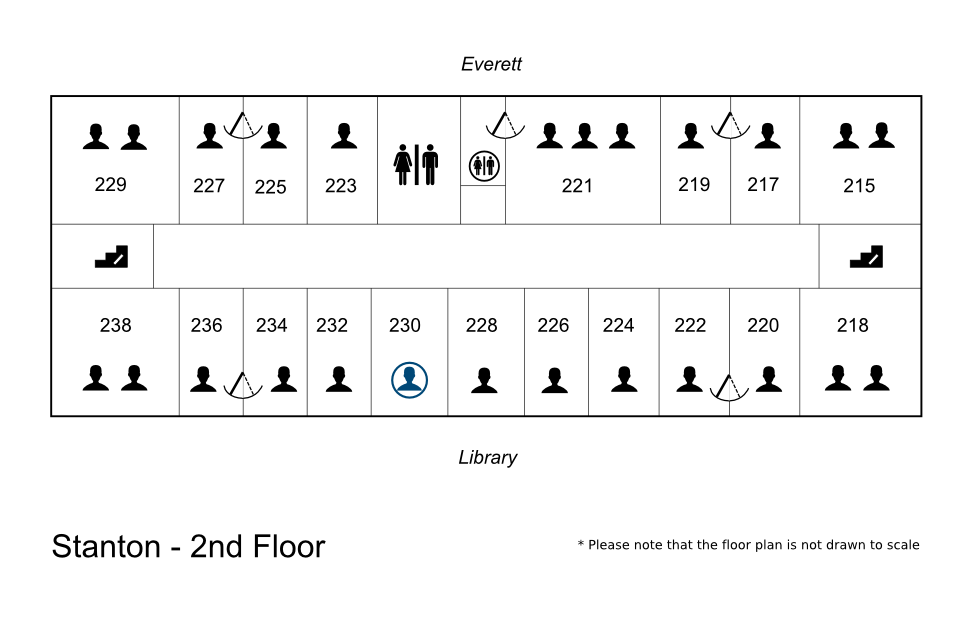 Everett
229 227 225 223 221 219 217 215
238 236 234 232 230 228 226 224 222 220 218
Library
Stanton - 2nd Floor
* Please note that the floor plan is not drawn to scale